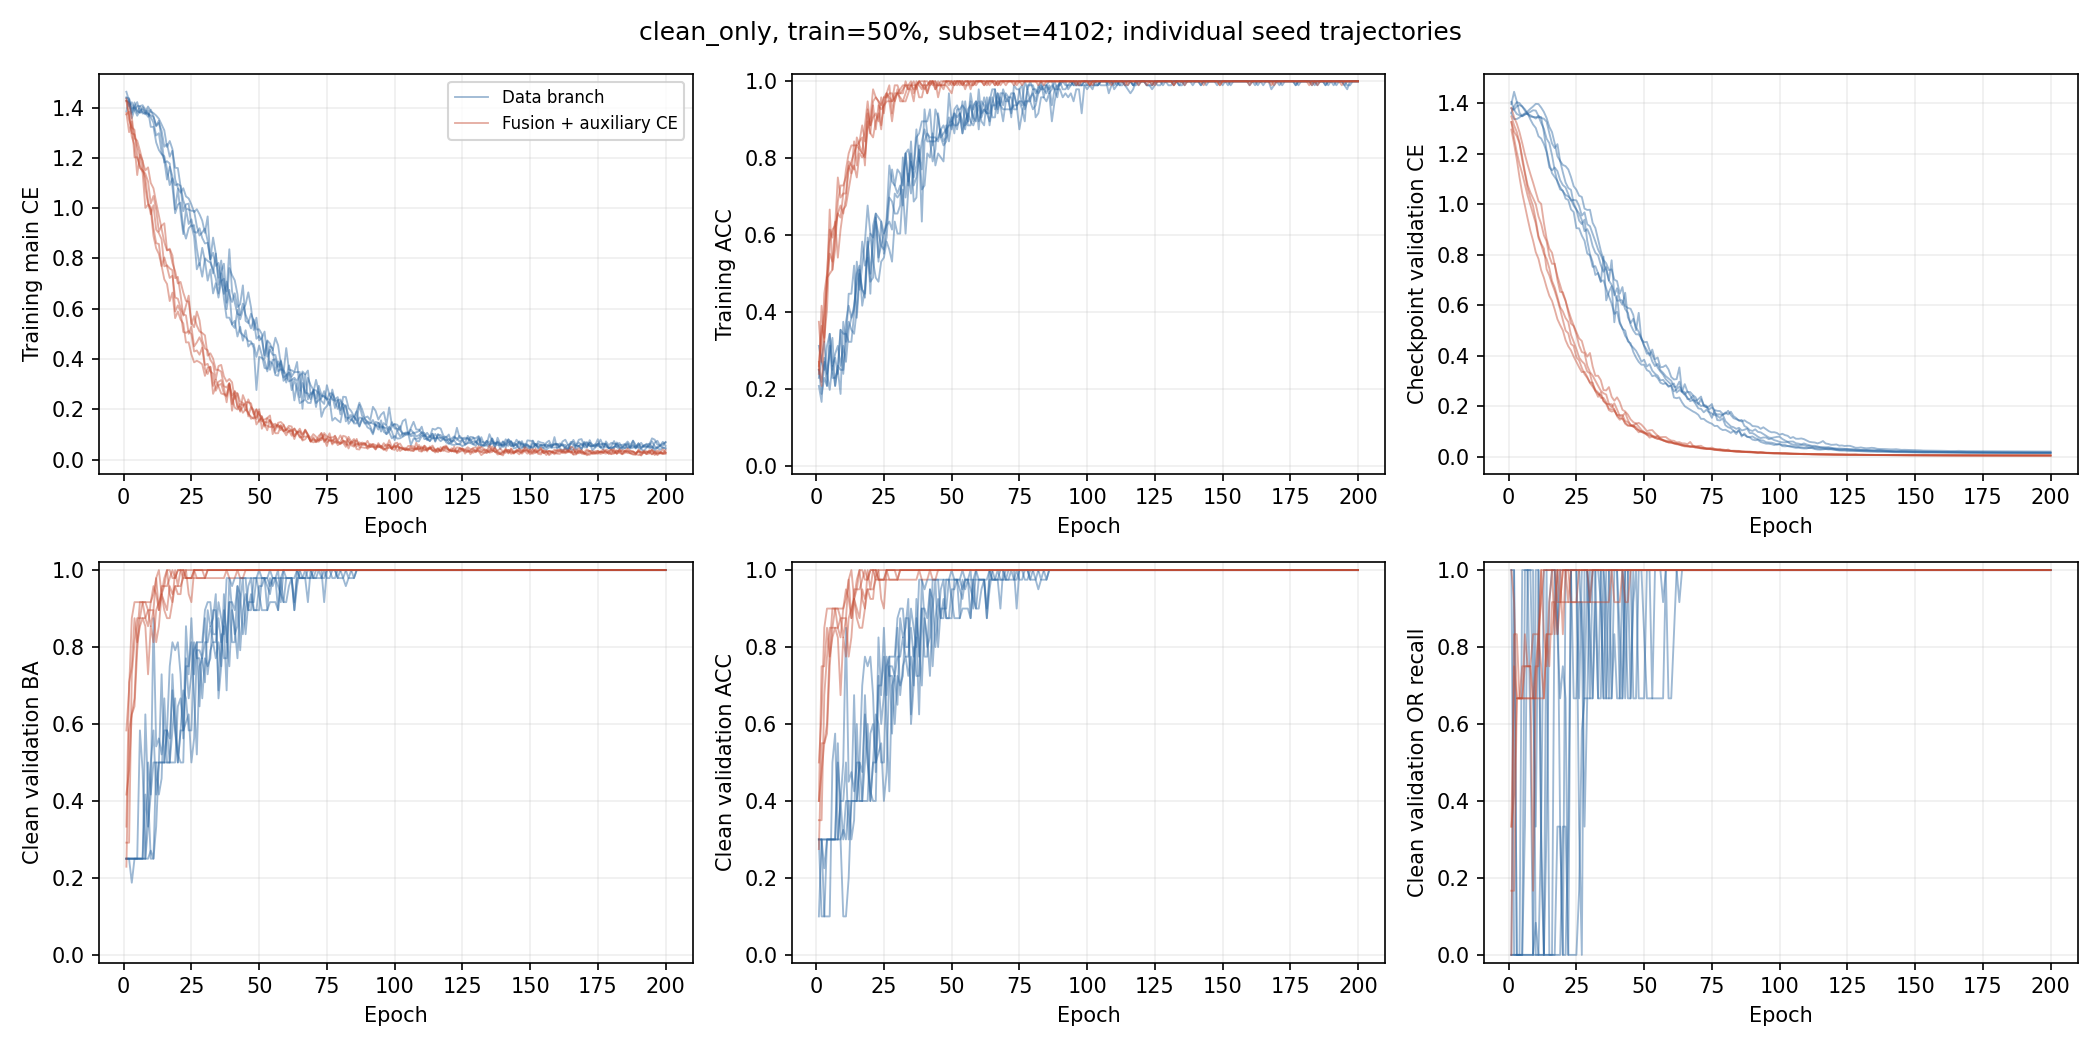 clean_only, train=50%, subset=4102; individual seed trajectories
Training main CE
1.4
1.2
1.0
0.8
0.6
0.4
0.2
0.0
Data branch
Fusion + auxiliary CE
0 25 50 75 100 125 150 175 200
Epoch
Training ACC
1.0
0.8
0.6
0.4
0.2
0.0
0 25 50 75 100 125 150 175 200
Epoch
Checkpoint validation CE
1.4
1.2
1.0
0.8
0.6
0.4
0.2
0.0
0 25 50 75 100 125 150 175 200
Epoch
Clean validation BA
1.0
0.8
0.6
0.4
0.2
0.0
0 25 50 75 100 125 150 175 200
Epoch
Clean validation ACC
1.0
0.8
0.6
0.4
0.2
0.0
0 25 50 75 100 125 150 175 200
Epoch
Clean validation OR recall
1.0
0.8
0.6
0.4
0.2
0.0
0 25 50 75 100 125 150 175 200
Epoch